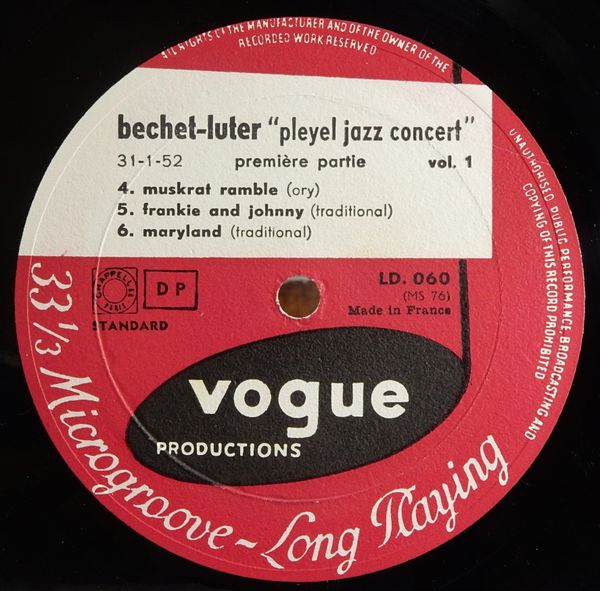 ALL RIGHTS OF THE MANUFACTURER AND OF THE OWNER OF THE
RECORDED WORK RESERVED
UNAUTHORISED PUBLIC PERFORMANCE, BROADCASTING AND
COPYING OF THIS RECORD PROHIBITED
bechet-luter "pleyel jazz concert"
31-1-52 première partie vol. 1
4. muskrat ramble (ory)
5. frankie and johnny (traditional)
6. maryland (traditional)
CHAPPELLE
PARIS
DP
STANDARD
LD. 060
(MS 76)
Made in France
vogue
PRODUCTIONS
33 1/3 Microgroove - Long Playing